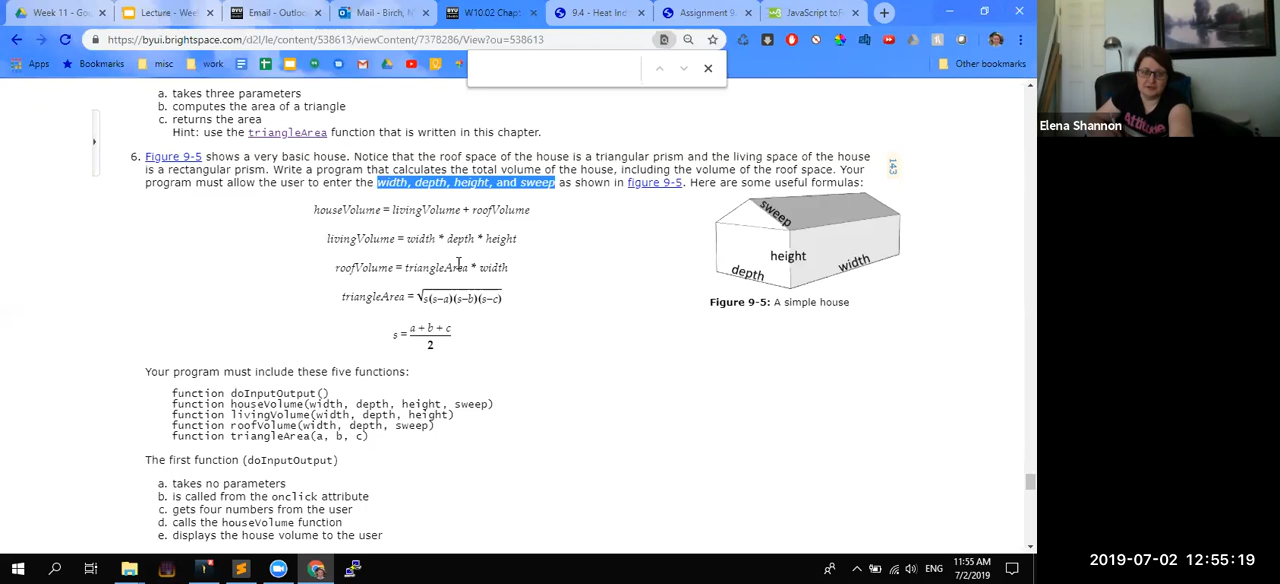 Week 11 - Go
Lecture - Week
Email - Outloo
Mail - Birch, N
W10.02 Chap
9.4 - Heat Ind
Assignment 9.
JavaScript toF
https://byui.brightspace.com/d2l/le/content/538613/viewContent/7378286/View?ou=538613
Apps
Bookmarks
misc
work
Other bookmarks
Elena Shannon
a. takes three parameters
b. computes the area of a triangle
c. returns the area
Hint: use the triangleArea function that is written in this chapter.
6. Figure 9-5 shows a very basic house. Notice that the roof space of the house is a triangular prism and the living space of the house
is a rectangular prism. Write a program that calculates the total volume of the house, including the volume of the roof space. Your
program must allow the user to enter the width, depth, height, and sweep as shown in figure 9-5. Here are some useful formulas:
143
houseVolume = livingVolume + roofVolume
livingVolume = width * depth * height
roofVolume = triangleArea * width
triangleArea = √s(s−a)(s−b)(s−c)
s = a + b + c
2
sweep
height
depth
width
Figure 9-5: A simple house
Your program must include these five functions:
function doInputOutput()
function houseVolume(width, depth, height, sweep)
function livingVolume(width, depth, height)
function roofVolume(width, depth, sweep)
function triangleArea(a, b, c)
The first function (doInputOutput)
a. takes no parameters
b. is called from the onclick attribute
c. gets four numbers from the user
d. calls the houseVolume function
e. displays the house volume to the user
ENG
11:55 AM
7/2/2019
2019-07-02 12:55:19